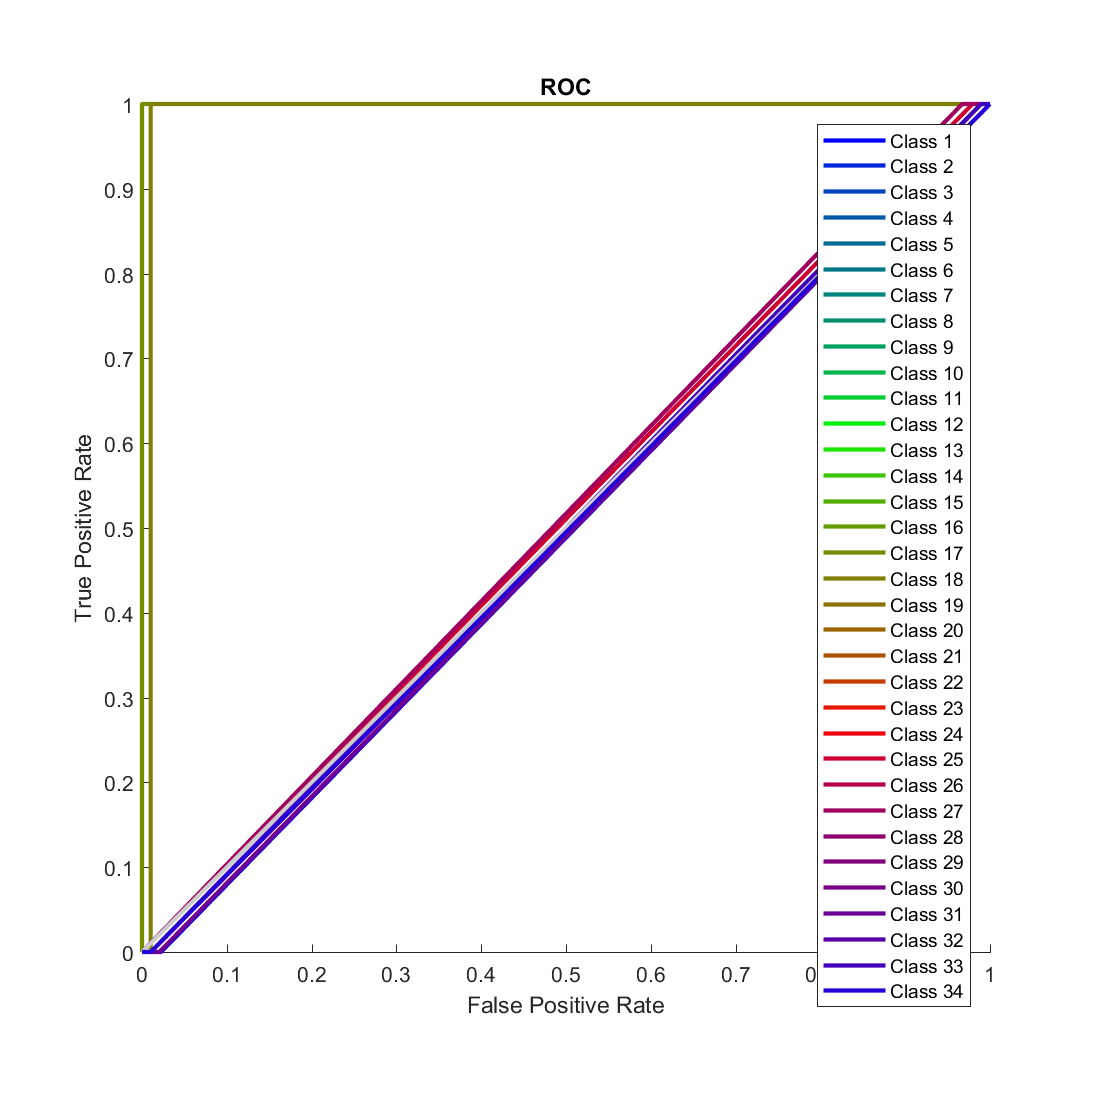 ROC
True Positive Rate
1
0.9
0.8
0.7
0.6
0.5
0.4
0.3
0.2
0.1
0
Class 1
Class 2
Class 3
Class 4
Class 5
Class 6
Class 7
Class 8
Class 9
Class 10
Class 11
Class 12
Class 13
Class 14
Class 15
Class 16
Class 17
Class 18
Class 19
Class 20
Class 21
Class 22
Class 23
Class 24
Class 25
Class 26
Class 27
Class 28
Class 29
Class 30
Class 31
Class 32
Class 33
Class 34
0 0.1 0.2 0.3 0.4 0.5 0.6 0.7 1
False Positive Rate